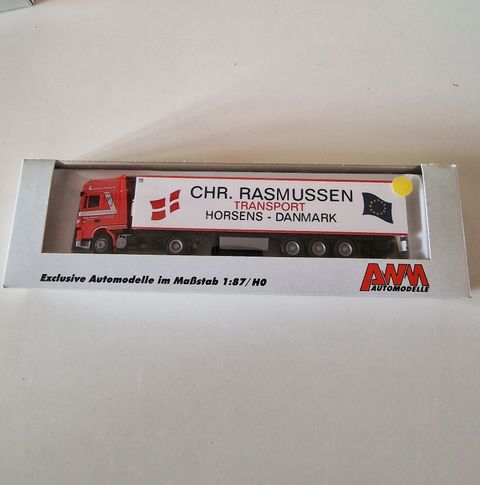 CHR. RASMUSSEN
TRANSPORT
HORSENS - DANMARK
Exclusive Automodelle im Maßstab 1:87/H0
AWM
AUTOMODELLE